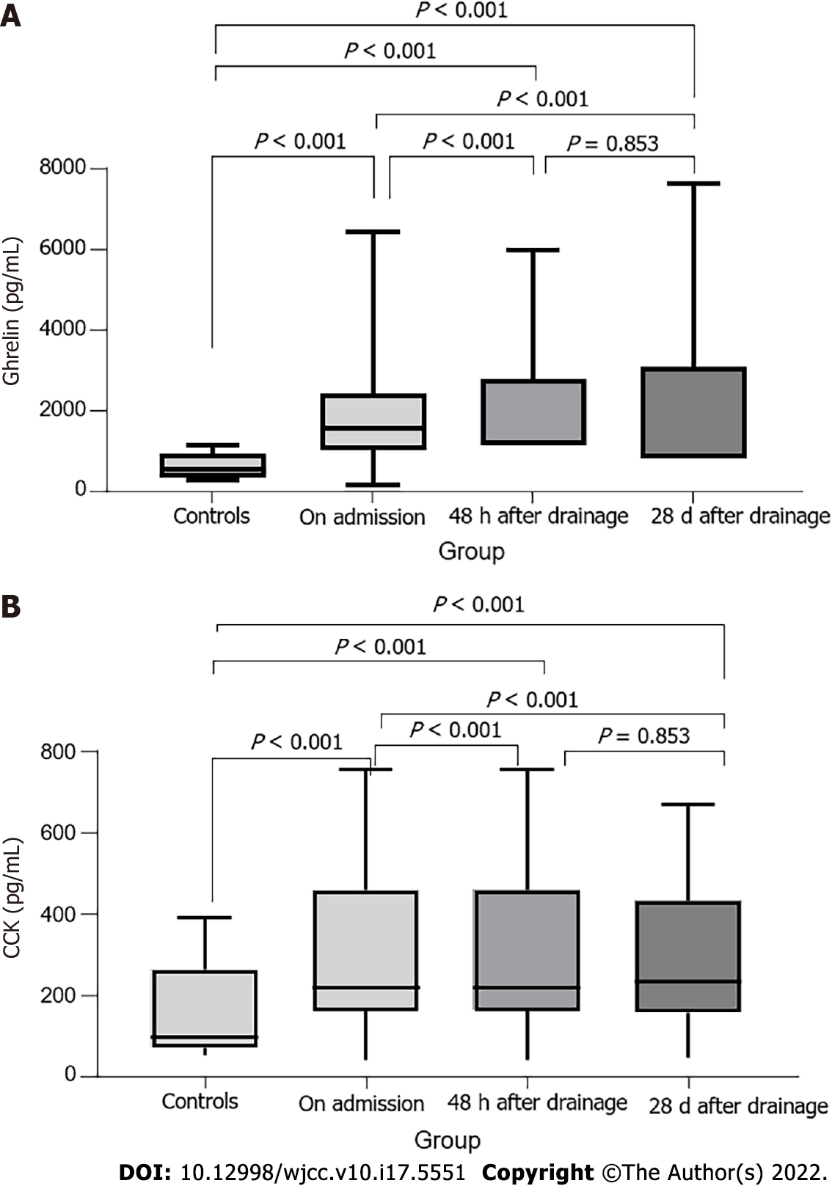 A
P < 0.001
P < 0.001
P < 0.001
P < 0.001 P < 0.001 P = 0.853
8000
6000
4000
2000
0
Ghrelin (pg/mL)
Controls On admission 48 h after drainage 28 d after drainage
Group
B
P < 0.001
P < 0.001
P < 0.001
P < 0.001 P < 0.001 P = 0.853
800
600
400
200
0
CCK (pg/mL)
Controls On admission 48 h after drainage 28 d after drainage
Group
DOI: 10.12998/wjcc.v10.i17.5551 Copyright ©The Author(s) 2022.